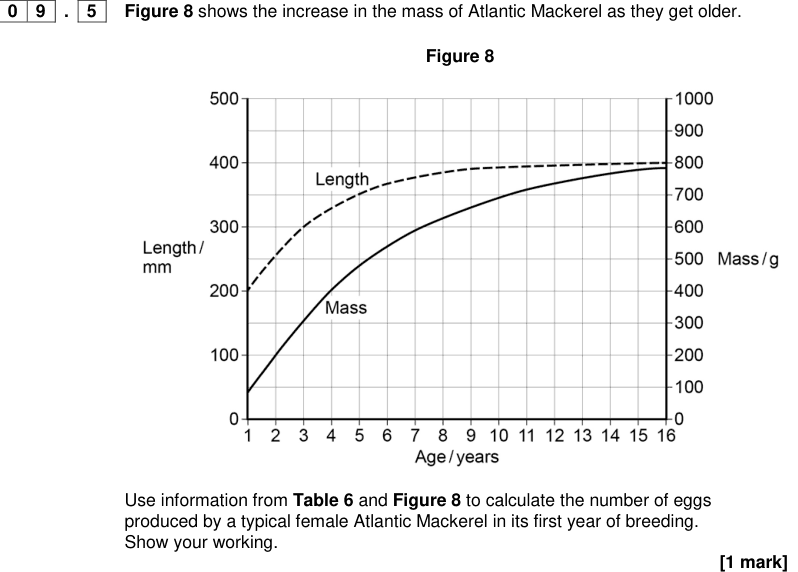 0 9 . 5 Figure 8 shows the increase in the mass of Atlantic Mackerel as they get older.
Figure 8
500 1000
900
400 800
Length 700
300 600
Length / mm 500 Mass / g
200 400
Mass 300
100 200
100
0 0
1 2 3 4 5 6 7 8 9 10 11 12 13 14 15 16
Age / years
Use information from Table 6 and Figure 8 to calculate the number of eggs
produced by a typical female Atlantic Mackerel in its first year of breeding.
Show your working.
[1 mark]